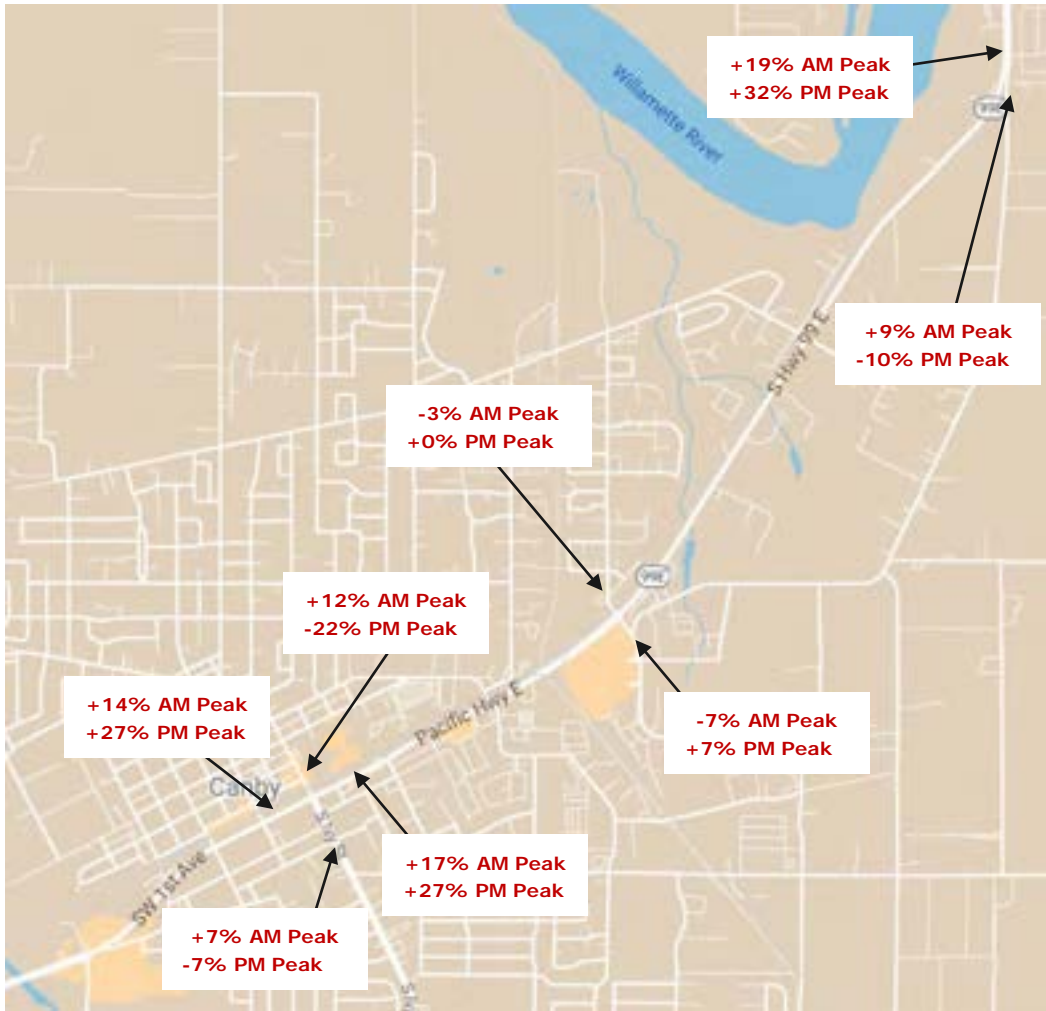 +19% AM Peak
+32% PM Peak
Willamette River
+9% AM Peak
-10% PM Peak
S Hwy 99 E
-3% AM Peak
+0% PM Peak
99E
+12% AM Peak
-22% PM Peak
+14% AM Peak
+27% PM Peak
Pacific Hwy E
-7% AM Peak
+7% PM Peak
Canby
+17% AM Peak
+27% PM Peak
SW 1st Ave
+7% AM Peak
-7% PM Peak